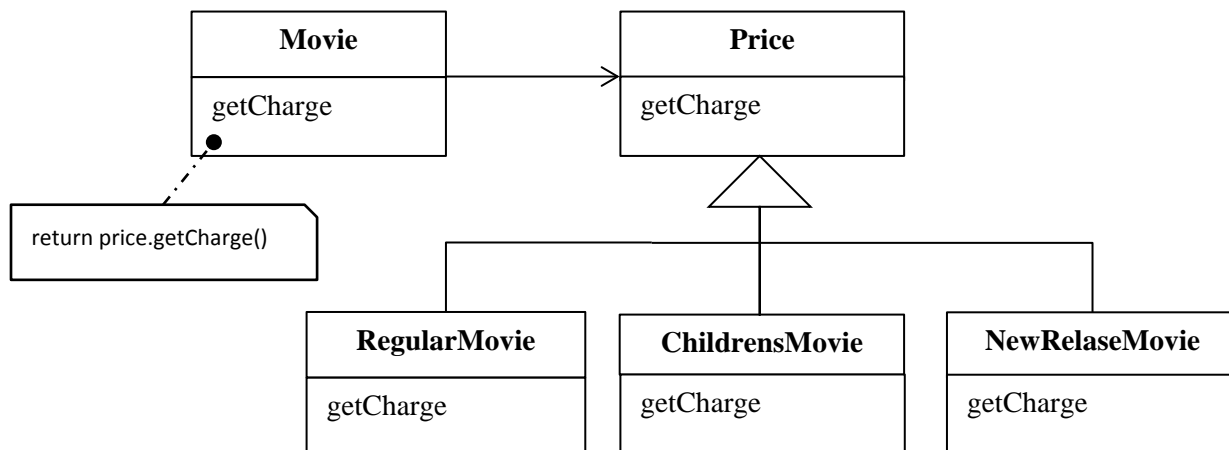 Movie
Price
getCharge
getCharge
return price.getCharge()
RegularMovie
ChildrensMovie
NewRelaseMovie
getCharge
getCharge
getCharge